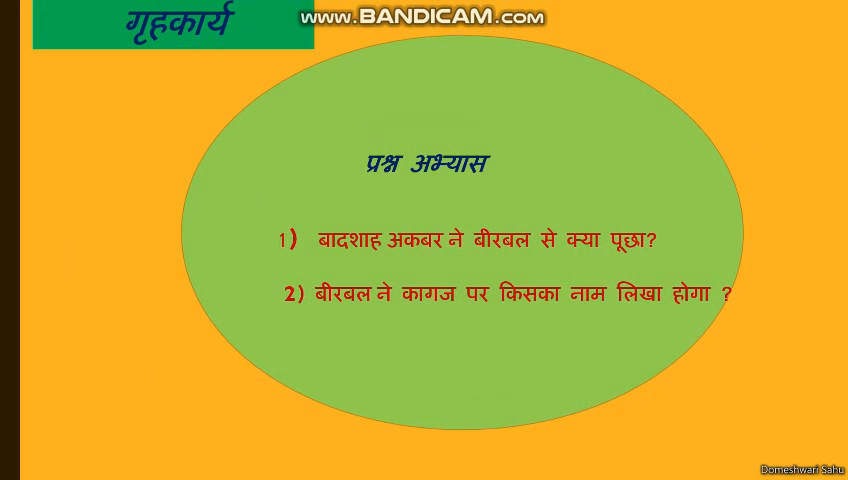 www.BANDICAM.com
गृहकार्य
प्रश्न अभ्यास
1) बादशाह अकबर ने बीरबल से क्या पूछा?
2) बीरबल ने कागज पर किसका नाम लिखा होगा ?
Domeshwari Sahu